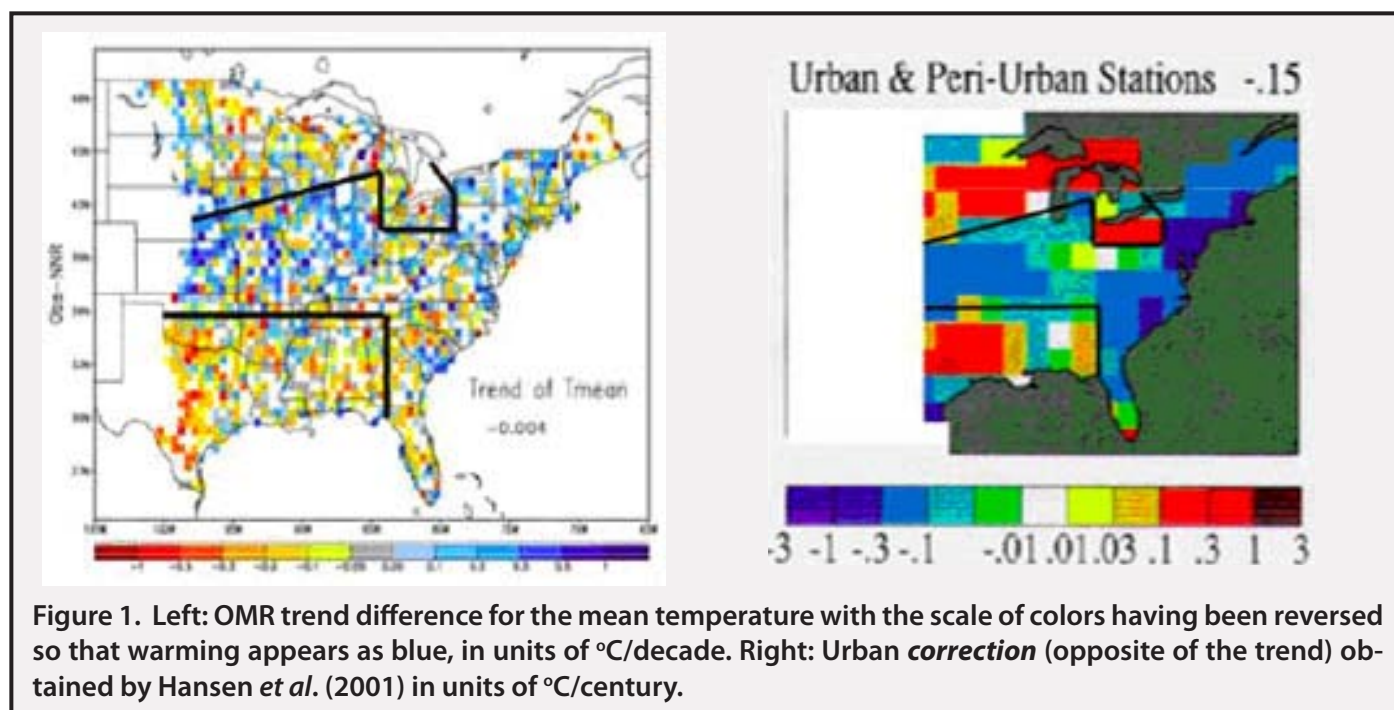 Urban & Peri-Urban Stations -.15
Obs-NNR
Trend of Tmean
-0.004
-3 -1 -.3 -.1 -.01 .01 .03 .1 .3 1 3
Figure 1. Left: OMR trend difference for the mean temperature with the scale of colors having been reversed
so that warming appears as blue, in units of °C/decade. Right: Urban correction (opposite of the trend) ob-
tained by Hansen et al. (2001) in units of °C/century.